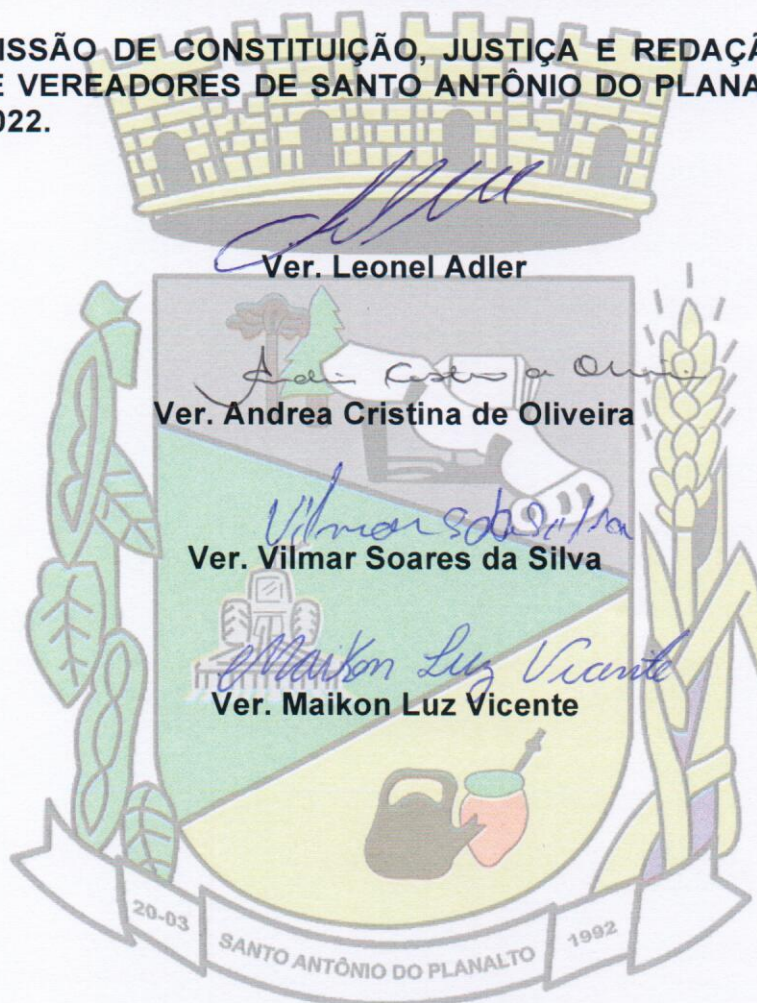 ISSÃO DE CONSTITUIÇÃO, JUSTIÇA E REDAÇÃ
E VEREADORES DE SANTO ANTÔNIO DO PLANA
022.
Ver. Leonel Adler
Ver. Andrea Cristina de Oliveira
Vilmar S da Silva
Ver. Vilmar Soares da Silva
Maikon Luz Vicente
Ver. Maikon Luz Vicente
20-03 SANTO ANTÔNIO DO PLANALTO 1992